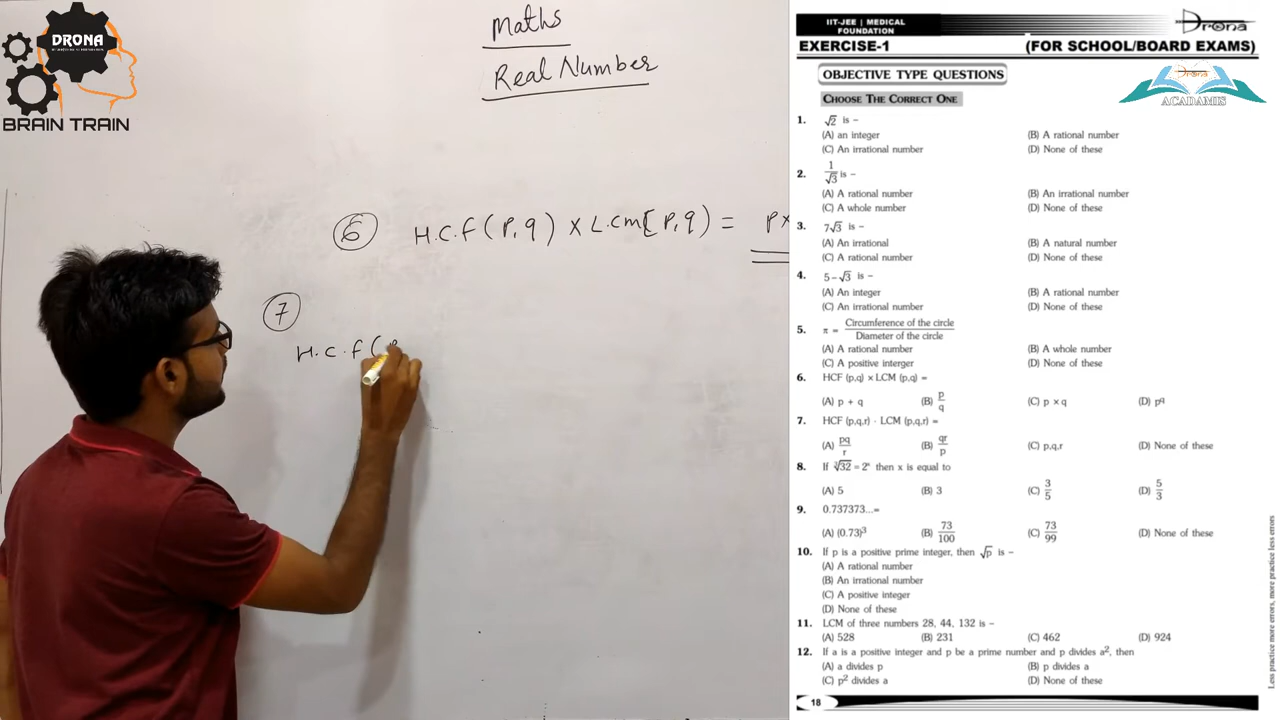 DRONA
BRAIN TRAIN
Maths
Real Number
6 H.C.f (P,q) x L.cm[P,q) = P×
7
H.C.f (P
IIT-JEE | MEDICAL
FOUNDATION
Drona
EXERCISE-1 (FOR SCHOOL/BOARD EXAMS)
OBJECTIVE TYPE QUESTIONS
Drona
ACADAMIS
CHOOSE THE CORRECT ONE
1. √2 is –
(A) an integer (B) A rational number
(C) An irrational number (D) None of these
2. 1/√3 is –
(A) A rational number (B) An irrational number
(C) A whole number (D) None of these
3. 7√3 is –
(A) An irrational (B) A natural number
(C) A rational number (D) None of these
4. 5–√3 is –
(A) An integer (B) A rational number
(C) An irrational number (D) None of these
5. π = Circumference of the circle / Diameter of the circle
(A) A rational number (B) A whole number
(C) A positive interger (D) None of these
6. HCF (p,q) × LCM (p,q) =
(A) p + q (B) p/q (C) p × q (D) p^q
7. HCF (p,q,r) · LCM (p,q,r) =
(A) pq/r (B) qr/p (C) p,q,r (D) None of these
8. If ∛32 = 2^x then x is equal to
(A) 5 (B) 3 (C) 3/5 (D) 5/3
9. 0.737373...=
(A) (0.73)³ (B) 73/100 (C) 73/99 (D) None of these
10. If p is a positive prime integer, then √p is –
(A) A rational number
(B) An irrational number
(C) A positive integer
(D) None of these
11. LCM of three numbers 28, 44, 132 is –
(A) 528 (B) 231 (C) 462 (D) 924
12. If a is a positive integer and p be a prime number and p divides a², then
(A) a divides p (B) p divides a
(C) p² divides a (D) None of these
18
Less practice more errors, more practice less errors